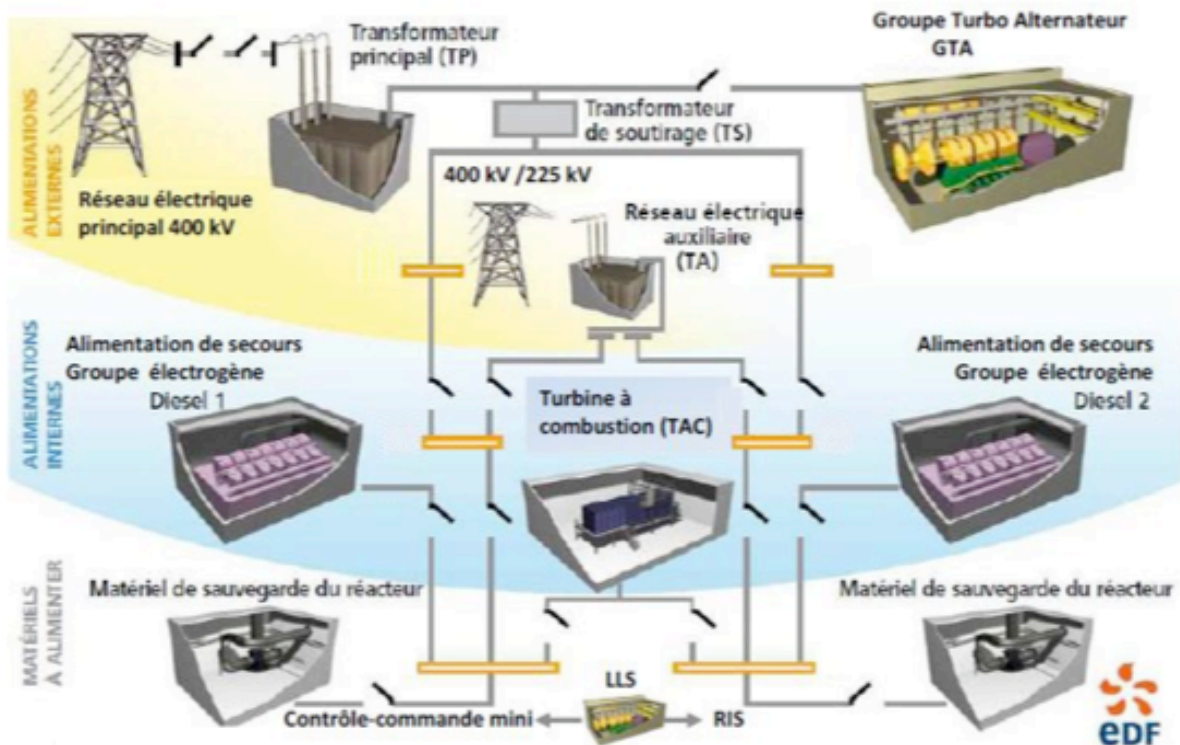 Transformateur
principal (TP)
Groupe Turbo Alternateur
GTA
Transformateur
de soutirage (TS)
ALIMENTATIONS
EXTERNES
Réseau électrique
principal 400 kV
400 kV /225 kV
Réseau électrique
auxiliaire
(TA)
ALIMENTATIONS
INTERNES
Alimentation de secours
Groupe électrogène
Diesel 1
Turbine à
combustion (TAC)
Alimentation de secours
Groupe électrogène
Diesel 2
MATÉRIELS
A ALIMENTER
Matériel de sauvegarde du réacteur
Matériel de sauvegarde du réacteur
LLS
Contrôle-commande mini
RIS
eDF